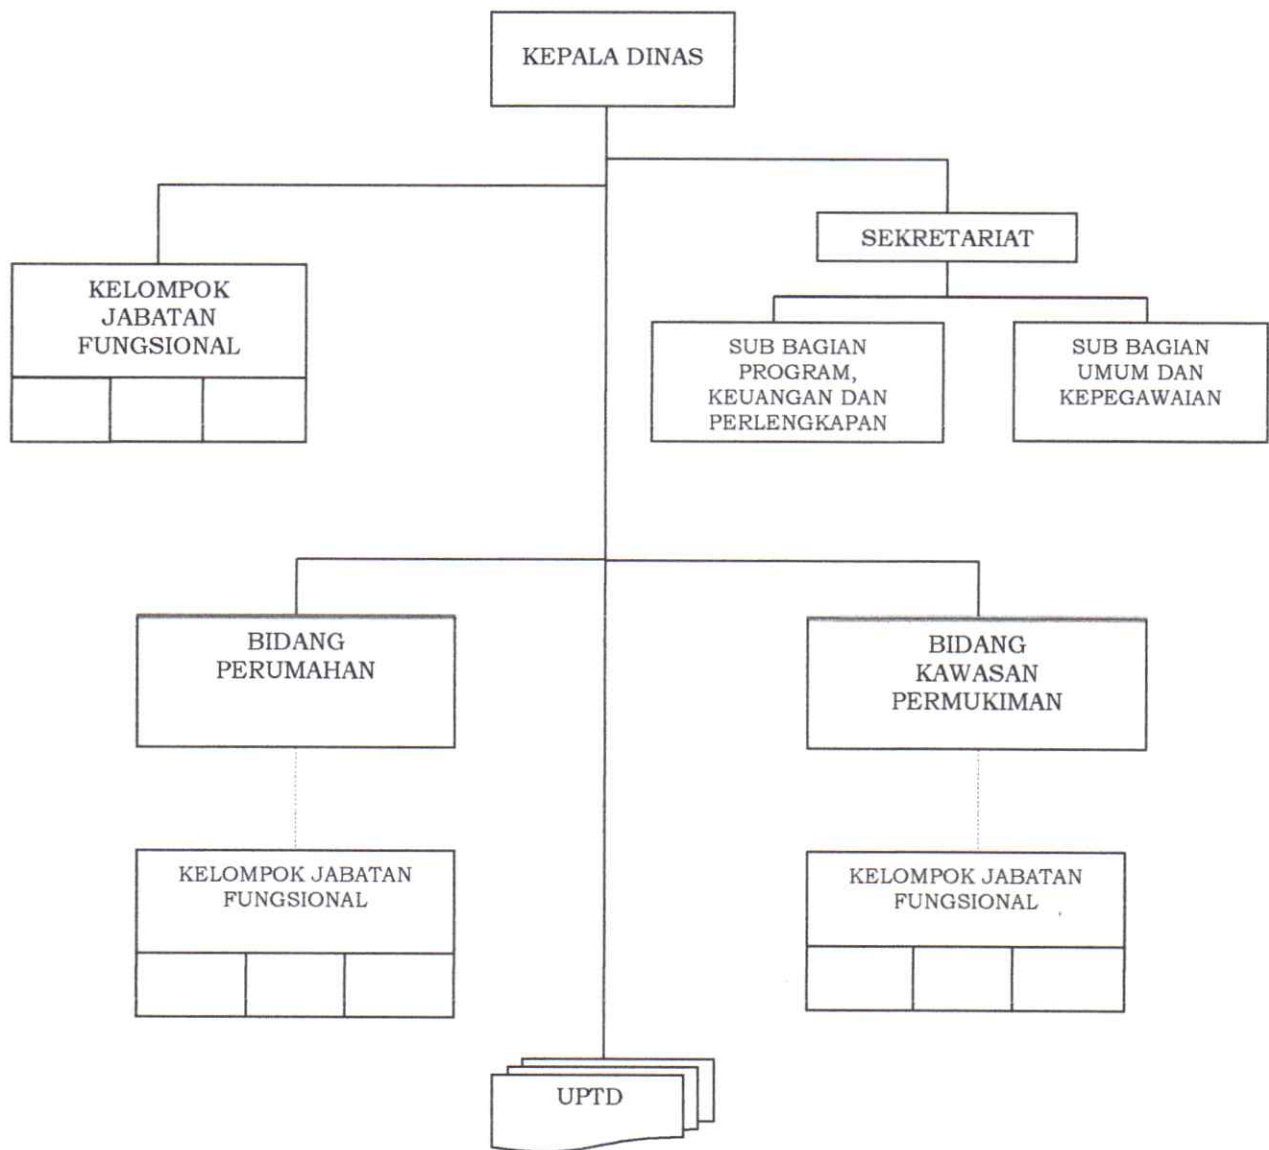 KEPALA DINAS
SEKRETARIAT
KELOMPOK
JABATAN
FUNGSIONAL
SUB BAGIAN
PROGRAM,
KEUANGAN DAN
PERLENGKAPAN
SUB BAGIAN
UMUM DAN
KEPEGAWAIAN
BIDANG
PERUMAHAN
BIDANG
KAWASAN
PERMUKIMAN
KELOMPOK JABATAN
FUNGSIONAL
KELOMPOK JABATAN
FUNGSIONAL
UPTD